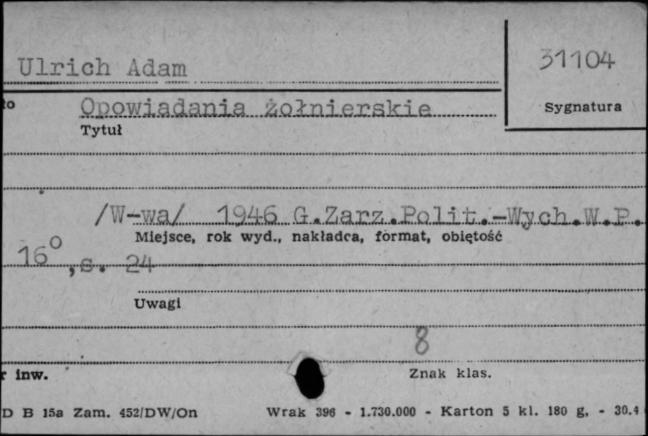 Ulrich Adam
31104
to
Opowiadania żołnierskie
Sygnatura
Tytuł
/W-wa/ 1946 G.Zarz.Polit.-Wych.W.P.
Miejsce, rok wyd., nakładca, format, objętość
16⁰, s. 24
Uwagi
8
r inw.
Znak klas.
D B 15a Zam. 452/DW/On Wrak 396 - 1.730.000 - Karton 5 kl. 180 g. - 30.4